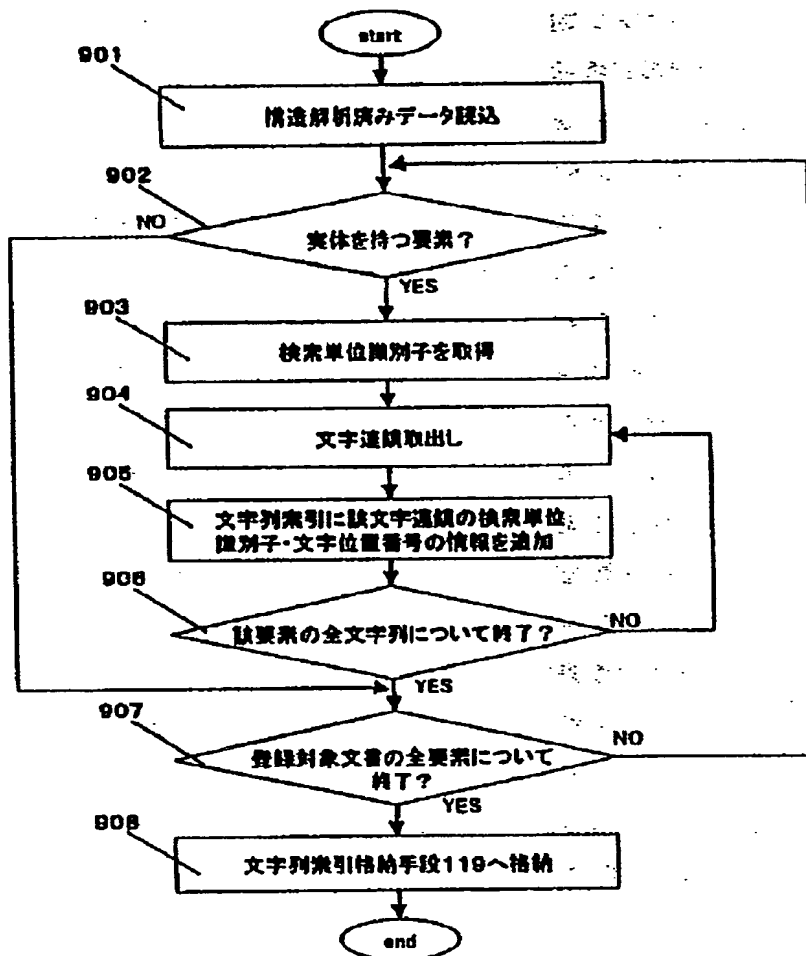 start
901
構造解析済みデータ読込
902
NO
実体を持つ要素？
YES
903
検索単位識別子を取得
904
文字連鎖取出し
905
文字列索引に該文字連鎖の検索単位
識別子・文字位置番号の情報を追加
906
該要素の全文字列について終了？
NO
YES
907
登録対象文書の全要素について
終了？
NO
YES
908
文字列索引格納手段119へ格納
end